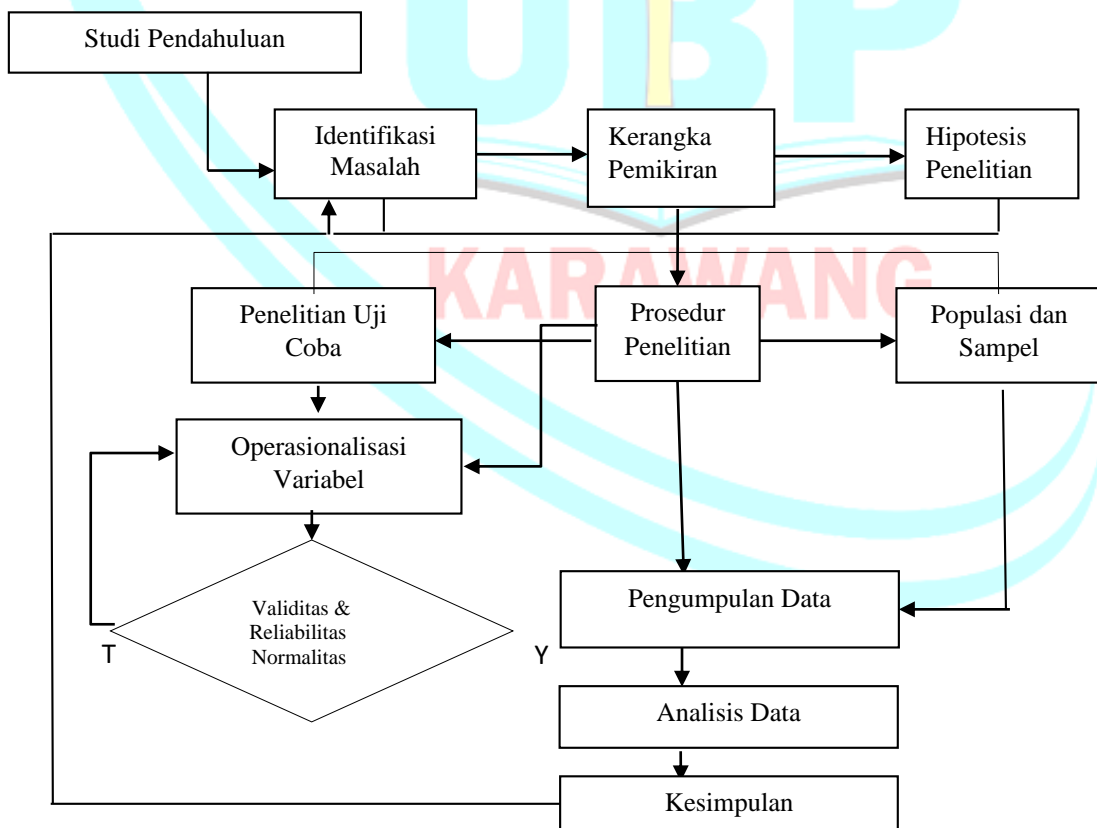 UBP
KARAWANG
Studi Pendahuluan
Identifikasi
Masalah
Kerangka
Pemikiran
Hipotesis
Penelitian
Penelitian Uji
Coba
Prosedur
Penelitian
Populasi dan
Sampel
Operasionalisasi
Variabel
Validitas &
Reliabilitas
Normalitas
T
Y
Pengumpulan Data
Analisis Data
Kesimpulan